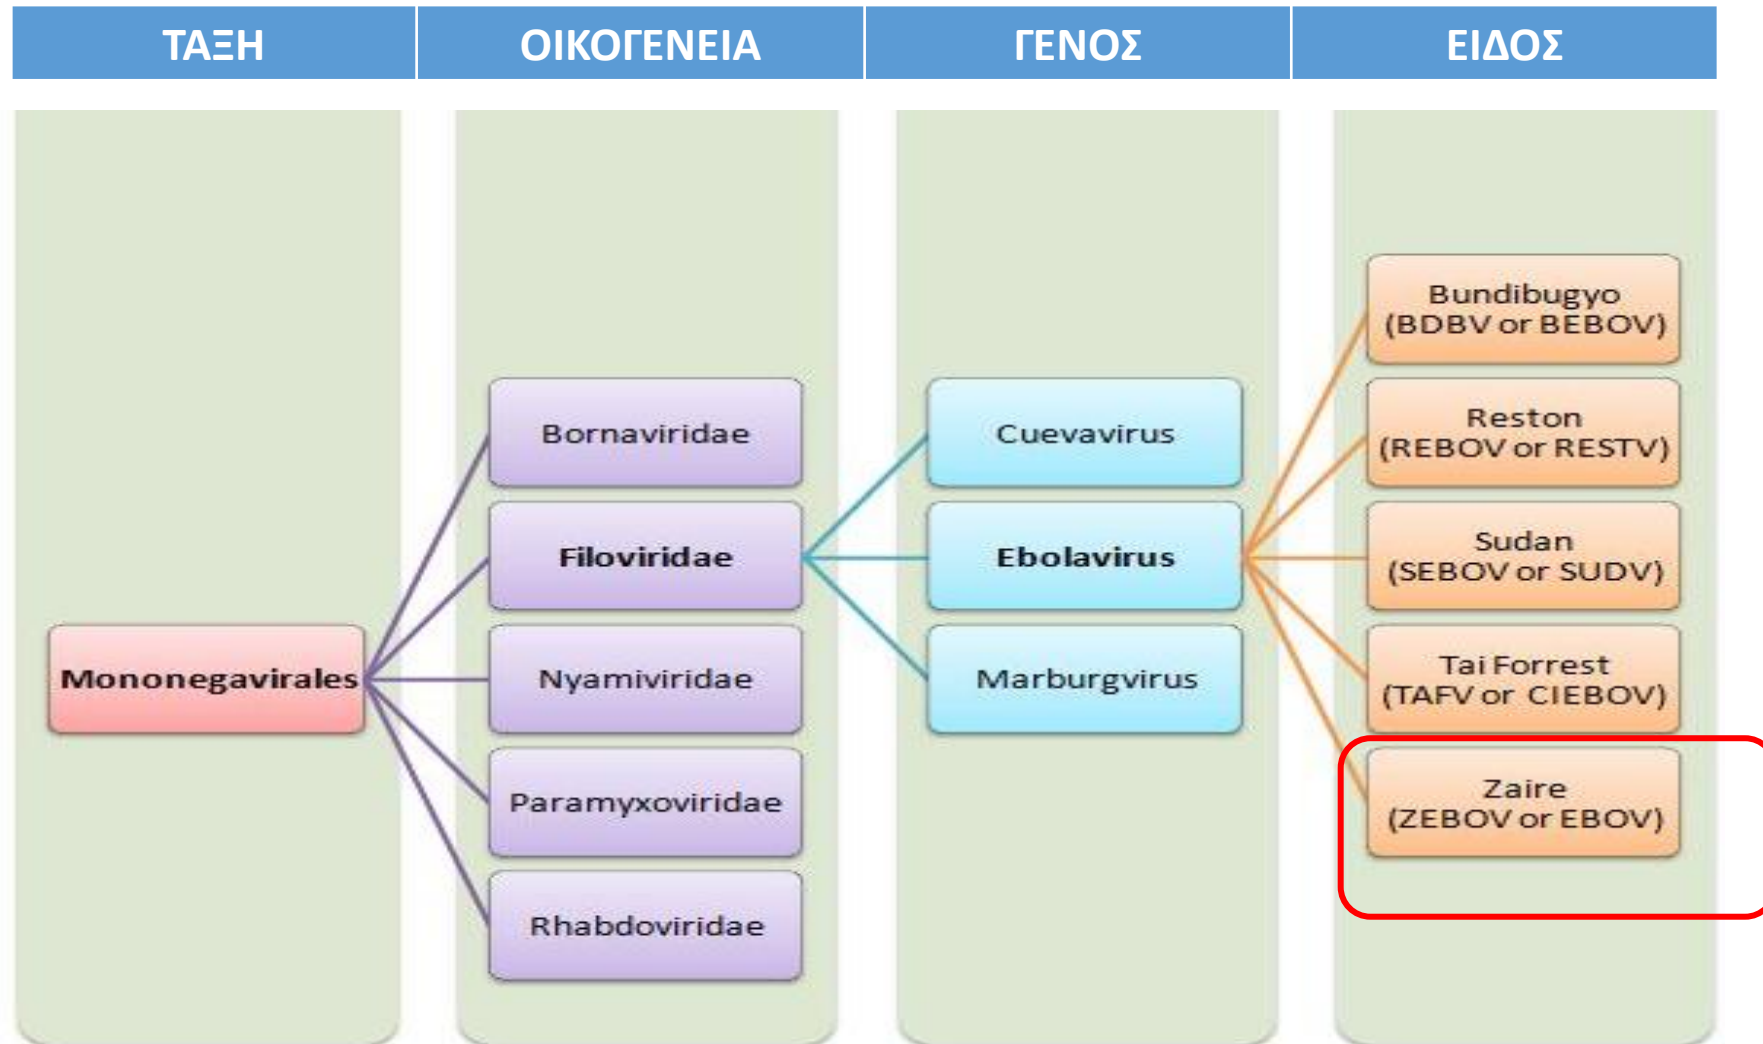 ΤΑΞΗ
ΟΙΚΟΓΕΝΕΙΑ
ΓΕΝΟΣ
ΕΙΔΟΣ
Mononegavirales
Bornaviridae
Filoviridae
Nyamiviridae
Paramyxoviridae
Rhabdoviridae
Cuevavirus
Ebolavirus
Marburgvirus
Bundibugyo
(BDBV or BEBOV)
Reston
(REBOV or RESTV)
Sudan
(SEBOV or SUDV)
Tai Forrest
(TAFV or CIEBOV)
Zaire
(ZEBOV or EBOV)